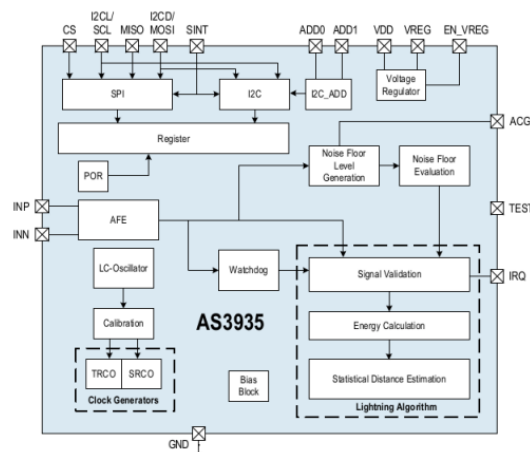 I2CL/ I2CD/
CS SCL MISO MOSI SINT ADD0 ADD1 VDD VREG EN_VREG
SPI I2C I2C_ADD Voltage
Regulator
Register
ACG
Noise Floor
Level
Generation
Noise Floor
Evaluation
POR
INP
INN
AFE
TEST
LC-Oscillator
Watchdog
Signal Validation
IRQ
Calibration
AS3935
Energy Calculation
TRCO SRCO
Clock Generators
Bias
Block
Statistical Distance Estimation
Lightning Algorithm
GND